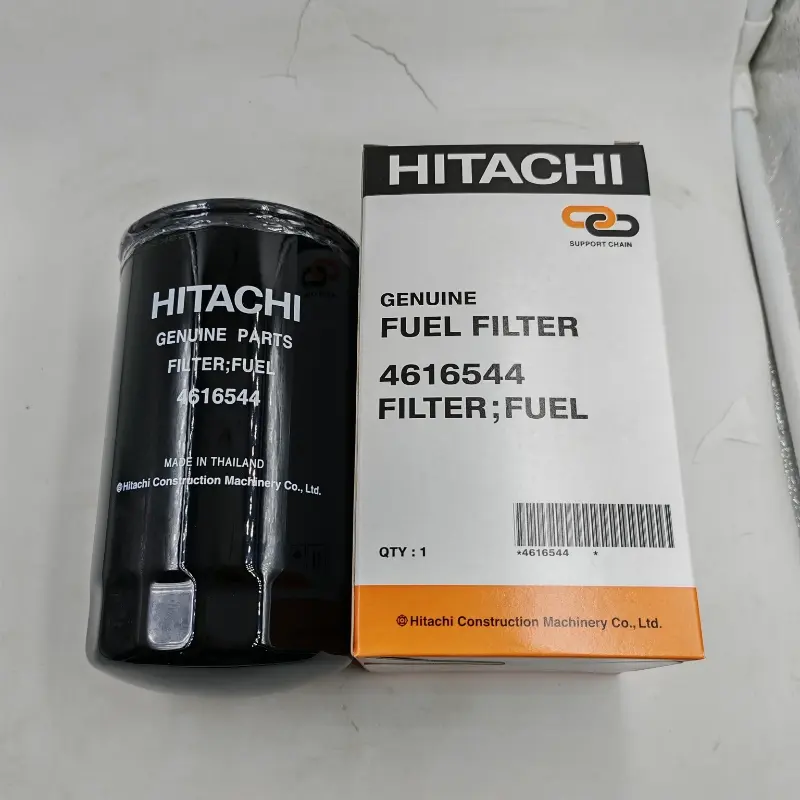 HITACHI
GENUINE PARTS
FILTER;FUEL
4616544
MADE IN THAILAND
Hitachi Construction Machinery Co., Ltd.
HITACHI
SUPPORT CHAIN
GENUINE
FUEL FILTER
4616544
FILTER;FUEL
QTY : 1
*4616544 *
Hitachi Construction Machinery Co., Ltd.